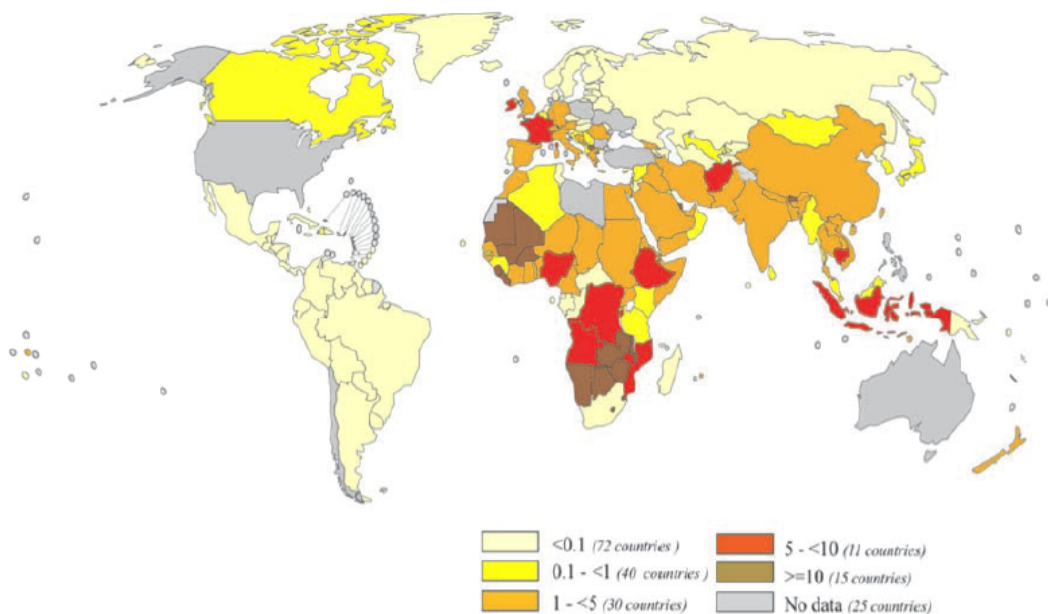 <0.1 (72 countries )
0.1 - <1 (40 countries )
1 - <5 (30 countries)
5 - <10 (11 countries)
>=10 (15 countries)
No data (25 countries)